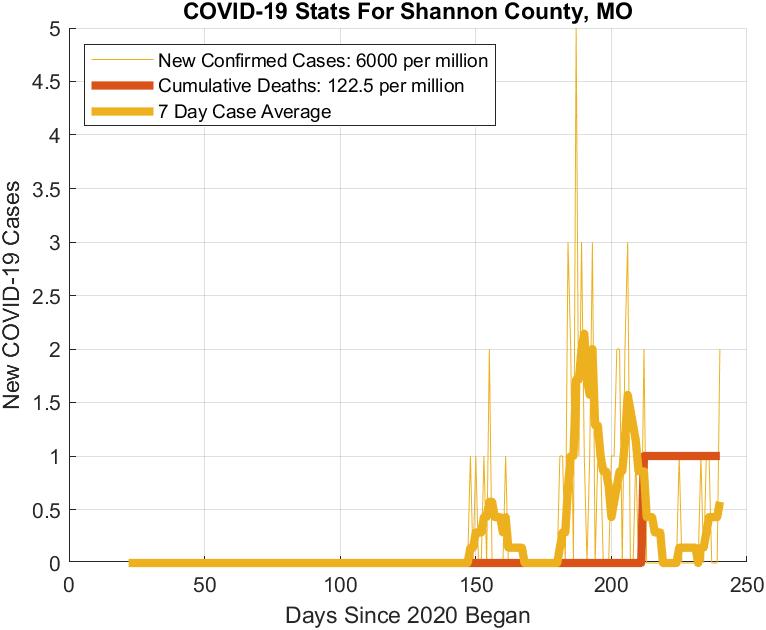 COVID-19 Stats For Shannon County, MO
New Confirmed Cases: 6000 per million
Cumulative Deaths: 122.5 per million
7 Day Case Average
New COVID-19 Cases
5
4.5
4
3.5
3
2.5
2
1.5
1
0.5
0
0 50 100 150 200 250
Days Since 2020 Began